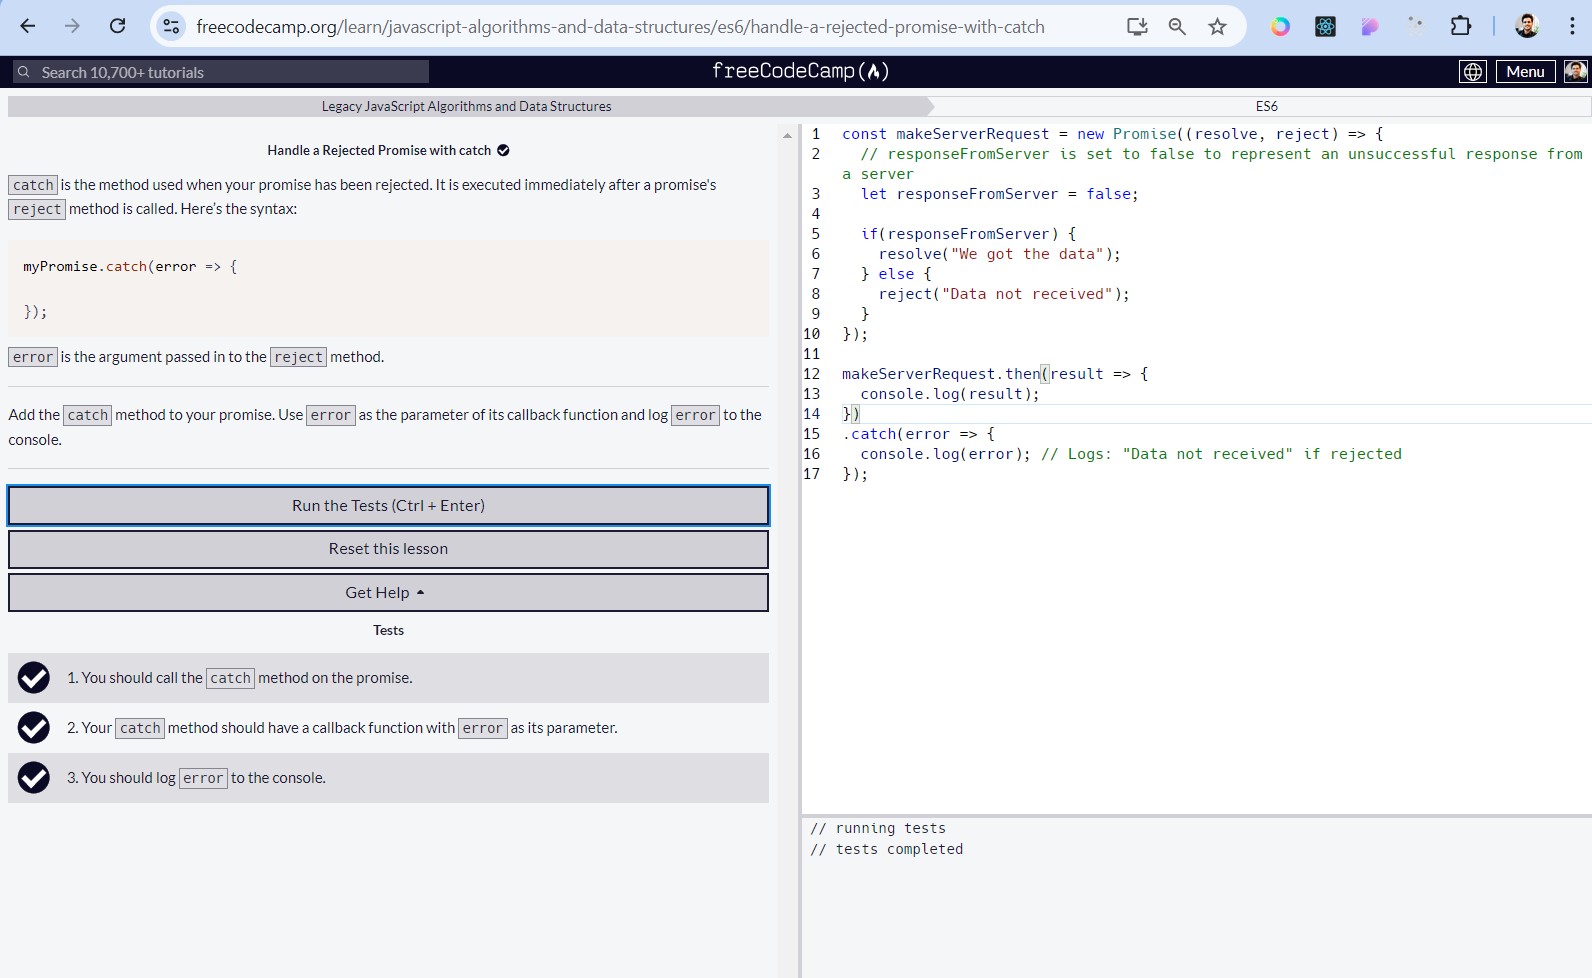 freecodecamp.org/learn/javascript-algorithms-and-data-structures/es6/handle-a-rejected-promise-with-catch
Search 10,700+ tutorials
freeCodeCamp
Menu
Legacy JavaScript Algorithms and Data Structures
ES6
Handle a Rejected Promise with catch
catch is the method used when your promise has been rejected. It is executed immediately after a promise's
reject method is called. Here’s the syntax:
myPromise.catch(error => {
});
error is the argument passed in to the reject method.
Add the catch method to your promise. Use error as the parameter of its callback function and log error to the
console.
Run the Tests (Ctrl + Enter)
Reset this lesson
Get Help
Tests
1. You should call the catch method on the promise.
2. Your catch method should have a callback function with error as its parameter.
3. You should log error to the console.
1 const makeServerRequest = new Promise((resolve, reject) => {
2 // responseFromServer is set to false to represent an unsuccessful response from
a server
3 let responseFromServer = false;
4
5 if(responseFromServer) {
6 resolve("We got the data");
7 } else {
8 reject("Data not received");
9 }
10 });
11
12 makeServerRequest.then(result => {
13 console.log(result);
14 })
15 .catch(error => {
16 console.log(error); // Logs: "Data not received" if rejected
17 });
// running tests
// tests completed